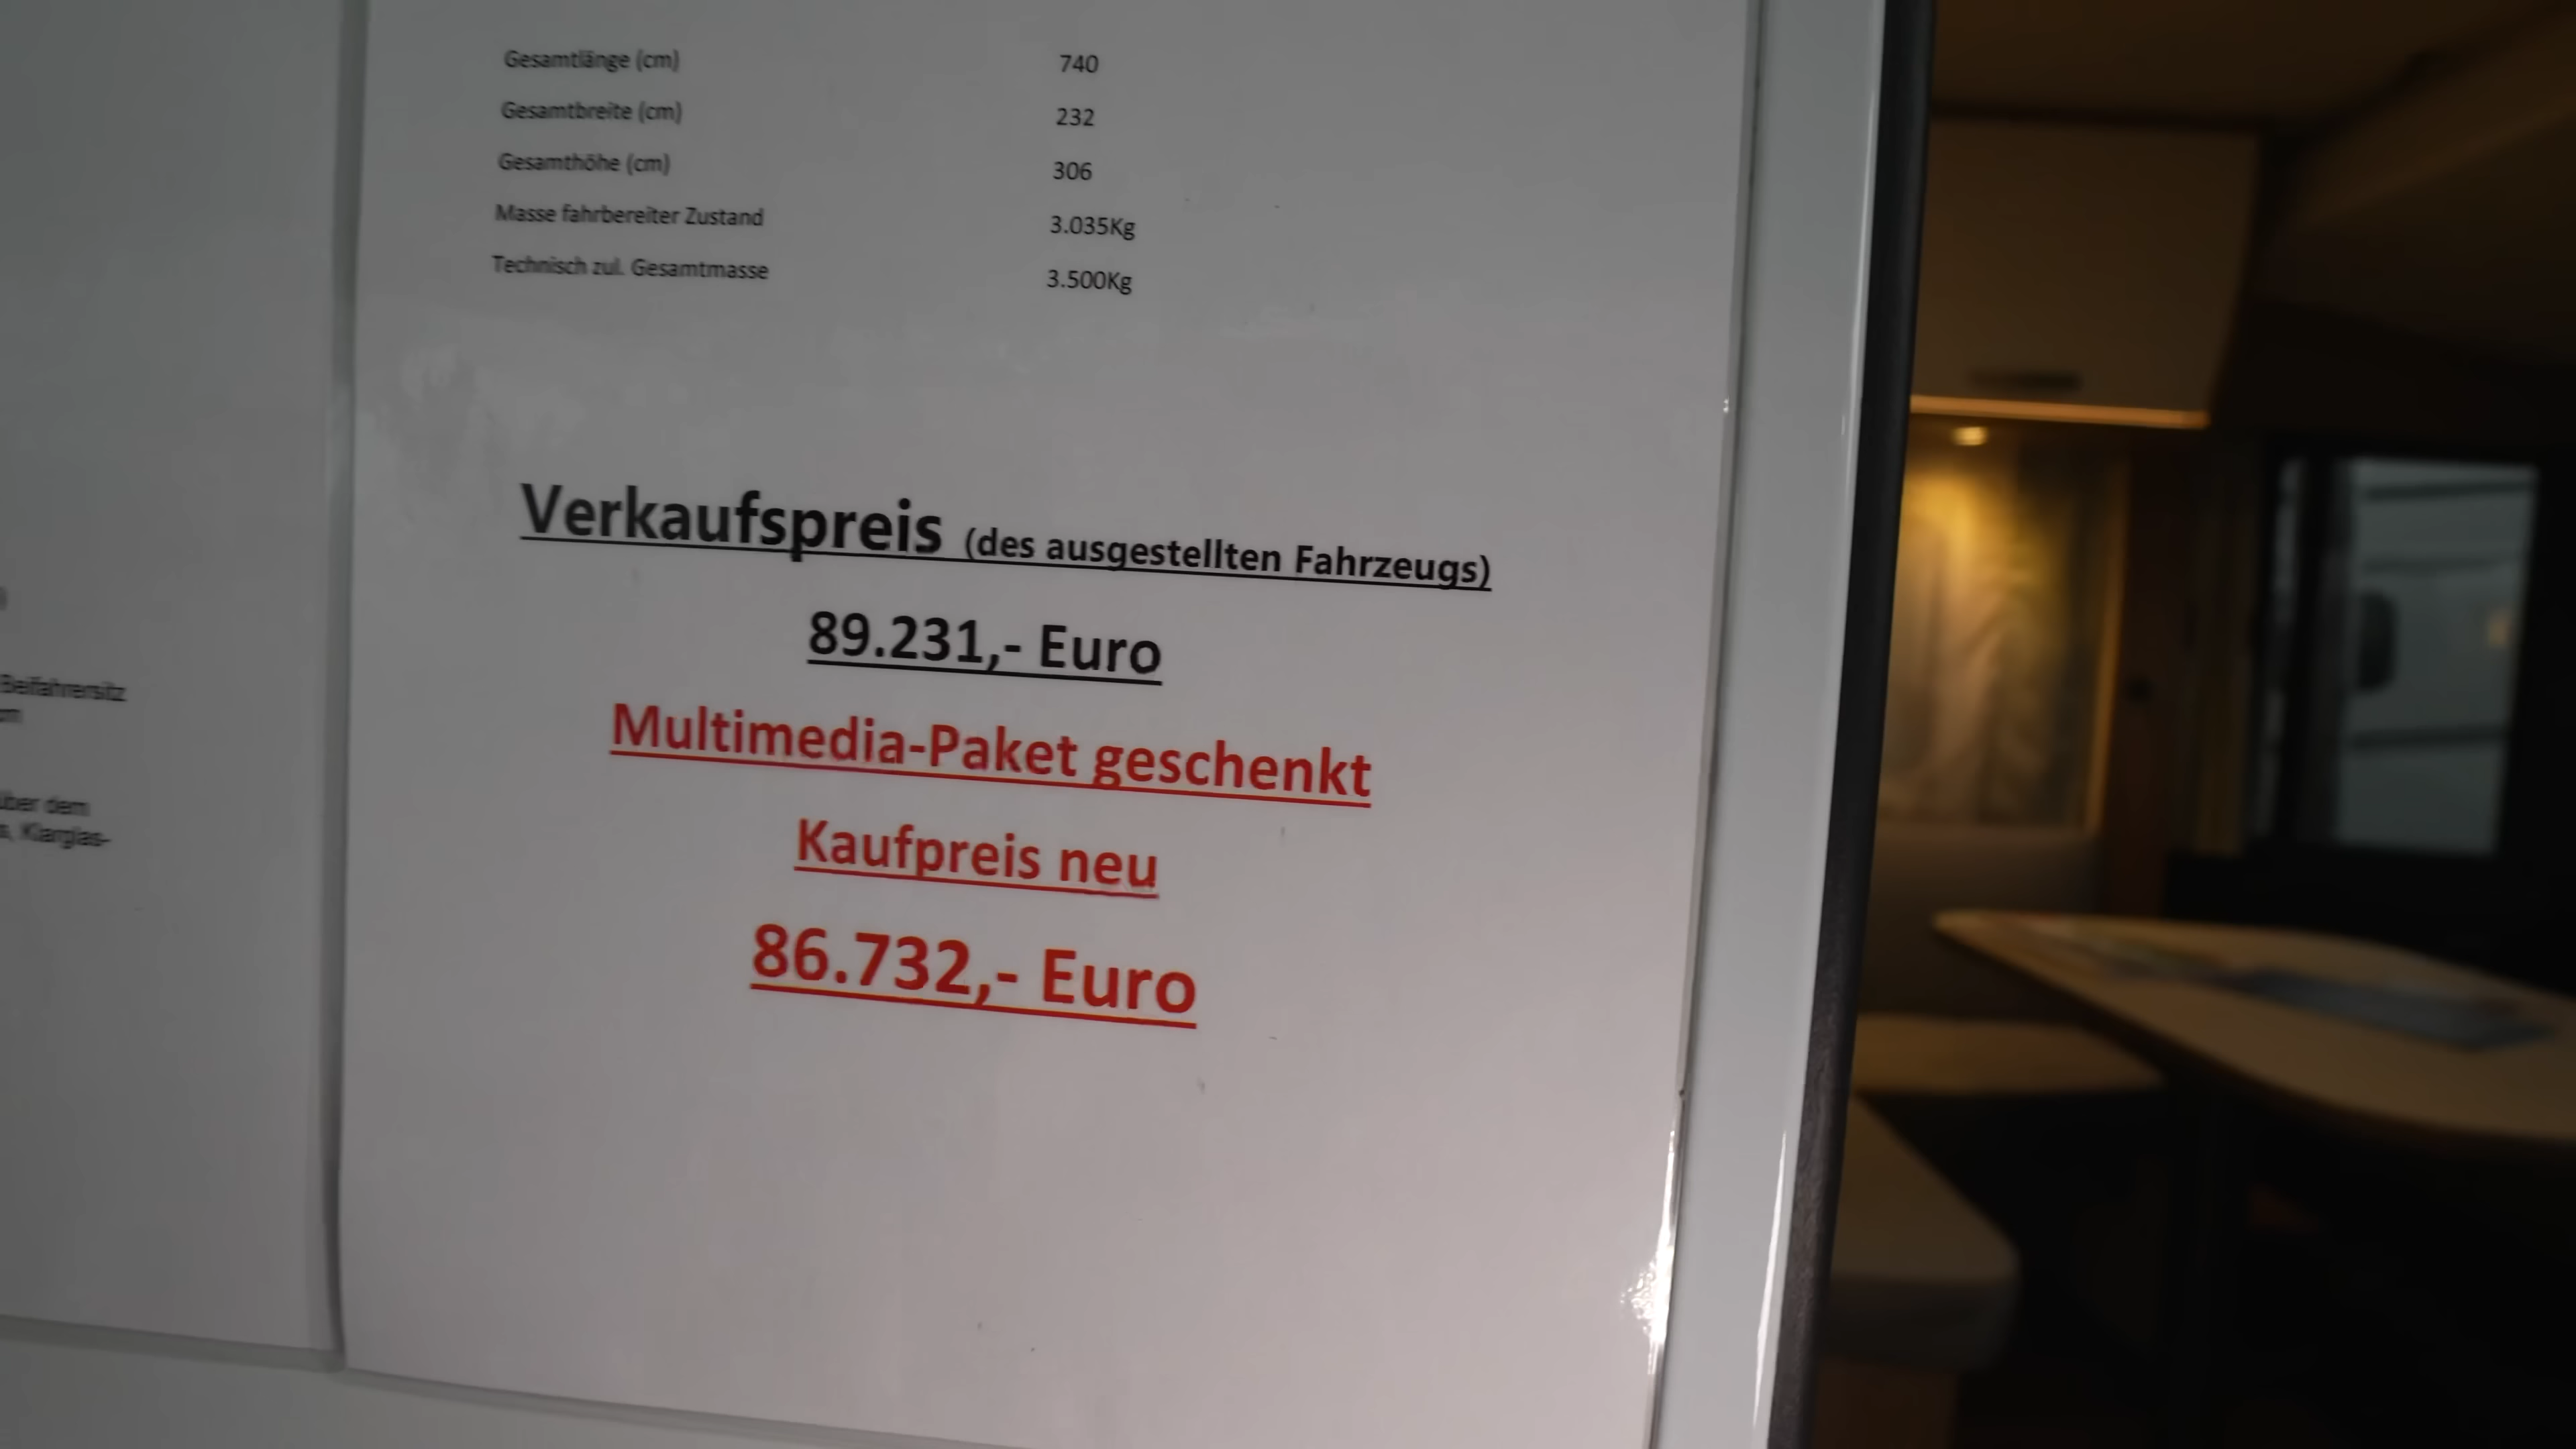 Gesamtlänge (cm) 740
Gesamtbreite (cm) 232
Gesamthöhe (cm) 306
Masse fahrbereiter Zustand 3.035Kg
Technisch zul. Gesamtmasse 3.500Kg
Verkaufspreis (des ausgestellten Fahrzeugs)
89.231,- Euro
Multimedia-Paket geschenkt
Kaufpreis neu
86.732,- Euro
Beifahrersitz
über dem
Klarglas-